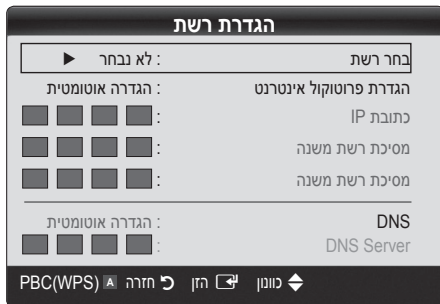 הגדרת רשת
בחר רשת : לא נבחר
הגדרת פרוטוקול אינטרנט : הגדרה אוטומטית
כתובת IP :
מסיכת רשת משנה :
מסיכת רשת משנה :
DNS : הגדרה אוטומטית
DNS Server :
כוונון הזן חזרה A PBC(WPS)